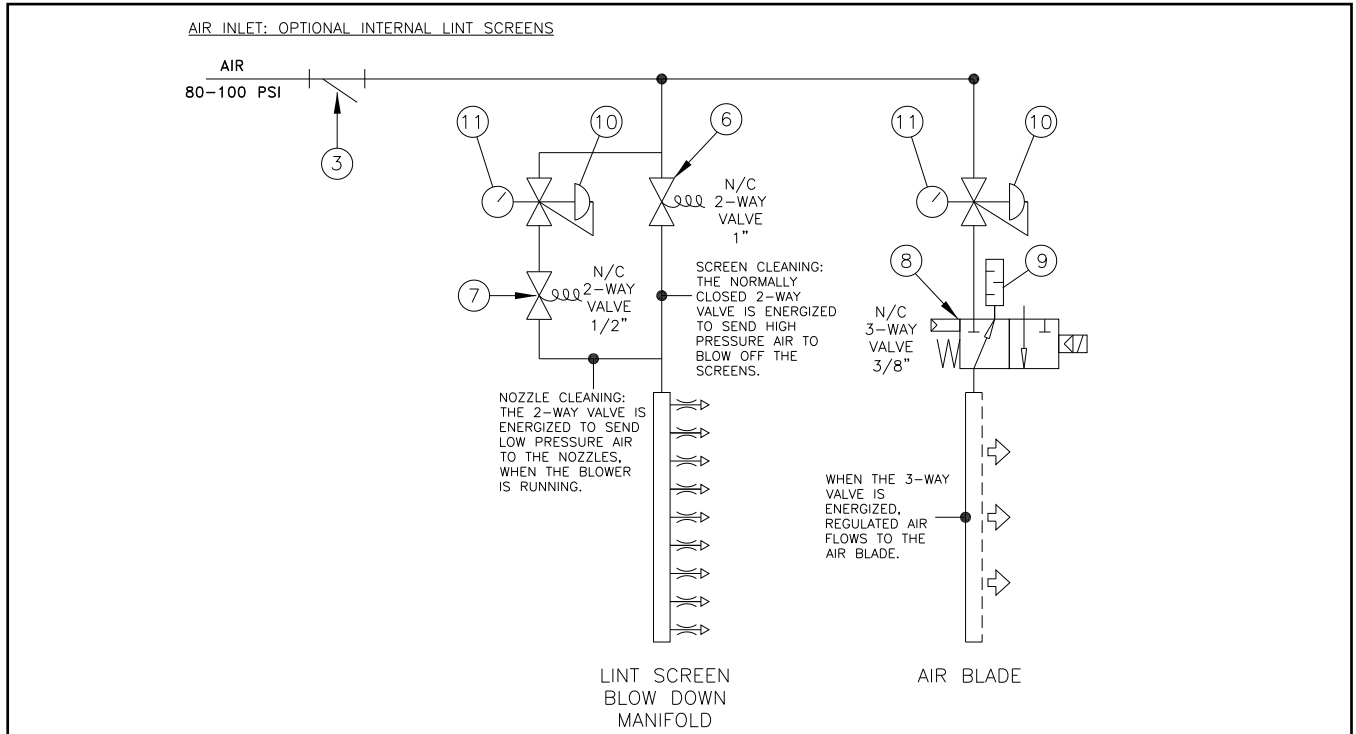 AIR INLET: OPTIONAL INTERNAL LINT SCREENS
AIR
80-100 PSI
3
11
10
6
N/C
2-WAY
VALVE
1"
11
10
7
N/C
2-WAY
VALVE
1/2"
SCREEN CLEANING:
THE NORMALLY
CLOSED 2-WAY
VALVE IS ENERGIZED
TO SEND HIGH
PRESSURE AIR TO
BLOW OFF THE
SCREENS.
8
9
N/C
3-WAY
VALVE
3/8"
NOZZLE CLEANING:
THE 2-WAY VALVE IS
ENERGIZED TO SEND
LOW PRESSURE AIR
TO THE NOZZLES,
WHEN THE BLOWER
IS RUNNING.
WHEN THE 3-WAY
VALVE IS
ENERGIZED,
REGULATED AIR
FLOWS TO THE
AIR BLADE.
LINT SCREEN
BLOW DOWN
MANIFOLD
AIR BLADE